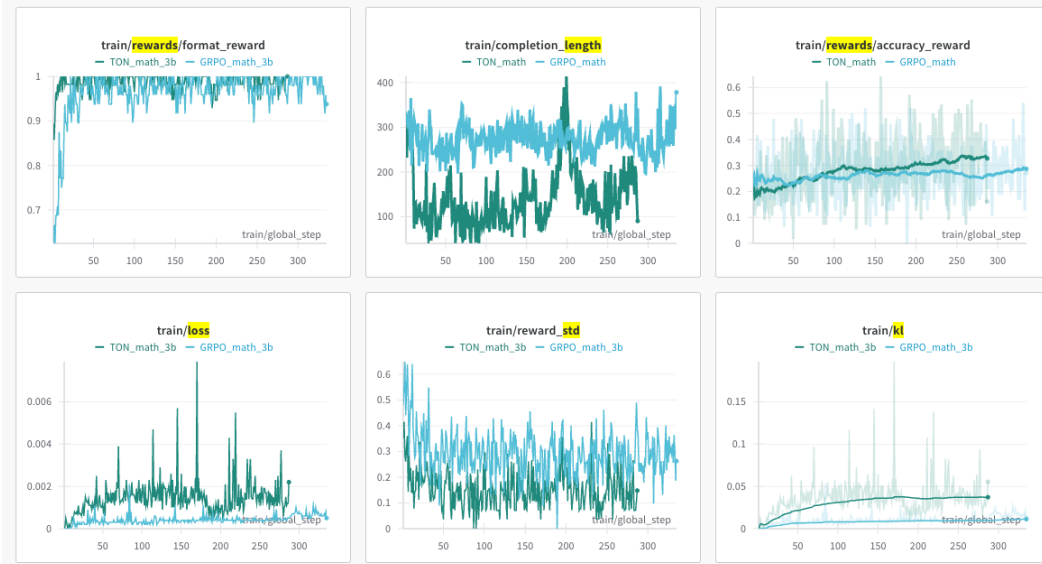 train/rewards/format_reward
TON_math_3b GRPO_math_3b
1
0.9
0.8
0.7
train/global_step
50 100 150 200 250 300
train/completion_length
TON_math GRPO_math
400
300
200
100
train/global_step
50 100 150 200 250 300
train/rewards/accuracy_reward
TON_math GRPO_math
0.6
0.5
0.4
0.3
0.2
0.1
0
train/global_step
50 100 150 200 250 300
train/loss
TON_math_3b GRPO_math_3b
0.006
0.004
0.002
0
train/global_step
50 100 150 200 250 300
train/reward_std
TON_math_3b GRPO_math_3b
0.6
0.5
0.4
0.3
0.2
0.1
0
train/global_step
50 100 150 200 250 300
train/kl
TON_math_3b GRPO_math_3b
0.15
0.1
0.05
0
train/global_step
50 100 150 200 250 300